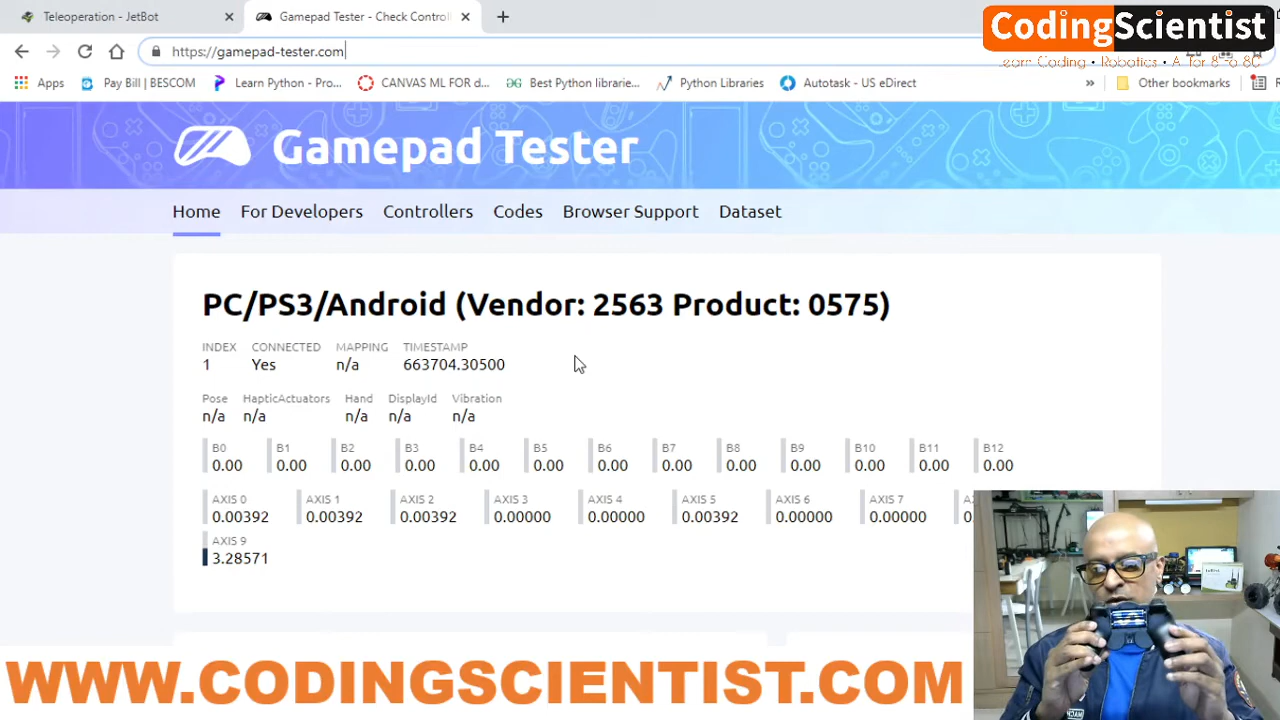 Teleoperation - JetBot
Gamepad Tester - Check Control
CodingScientist
Learn Coding • Robotics • A.I for 8 to 80
https://gamepad-tester.com
Apps
Pay Bill | BESCOM
Learn Python - Pro...
CANVAS ML FOR d...
Best Python librarie...
Python Libraries
Autotask - US eDirect
»
Other bookmarks
Gamepad Tester
Home For Developers Controllers Codes Browser Support Dataset
PC/PS3/Android (Vendor: 2563 Product: 0575)
INDEX CONNECTED MAPPING TIMESTAMP
1 Yes n/a 663704.30500
Pose HapticActuators Hand DisplayId Vibration
n/a n/a n/a n/a n/a
B0 B1 B2 B3 B4 B5 B6 B7 B8 B9 B10 B11 B12
0.00 0.00 0.00 0.00 0.00 0.00 0.00 0.00 0.00 0.00 0.00 0.00 0.00
AXIS 0 AXIS 1 AXIS 2 AXIS 3 AXIS 4 AXIS 5 AXIS 6 AXIS 7
0.00392 0.00392 0.00392 0.00000 0.00000 0.00392 0.00000 0.00000
AXIS 9
3.28571
WWW.CODINGSCIENTIST.COM